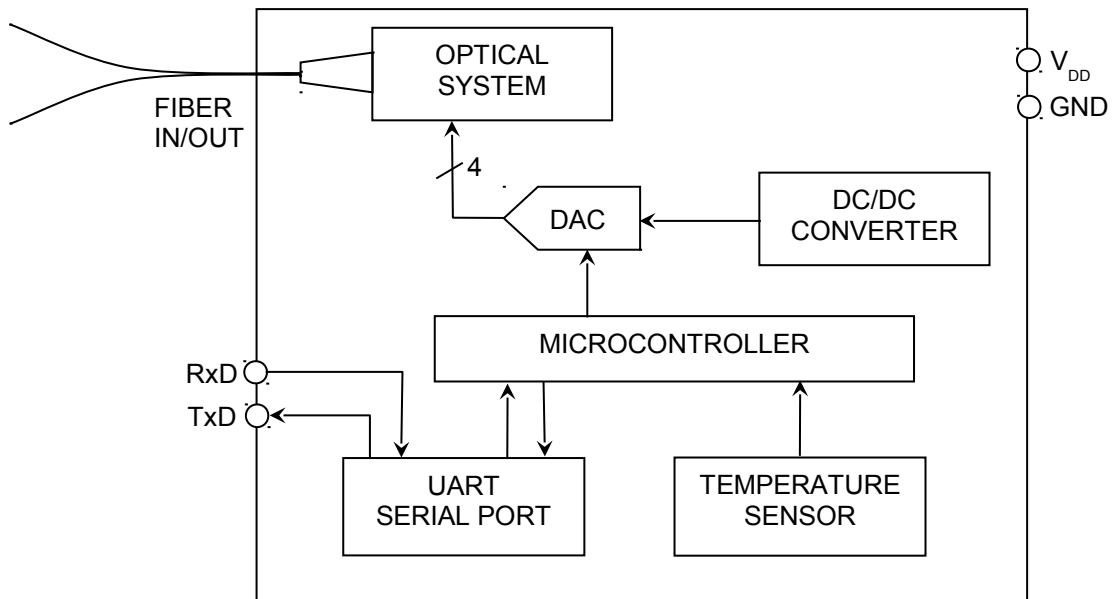 OPTICAL
SYSTEM
V_DD
GND
FIBER
IN/OUT
4
DAC
DC/DC
CONVERTER
MICROCONTROLLER
RxD
TxD
UART
SERIAL PORT
TEMPERATURE
SENSOR